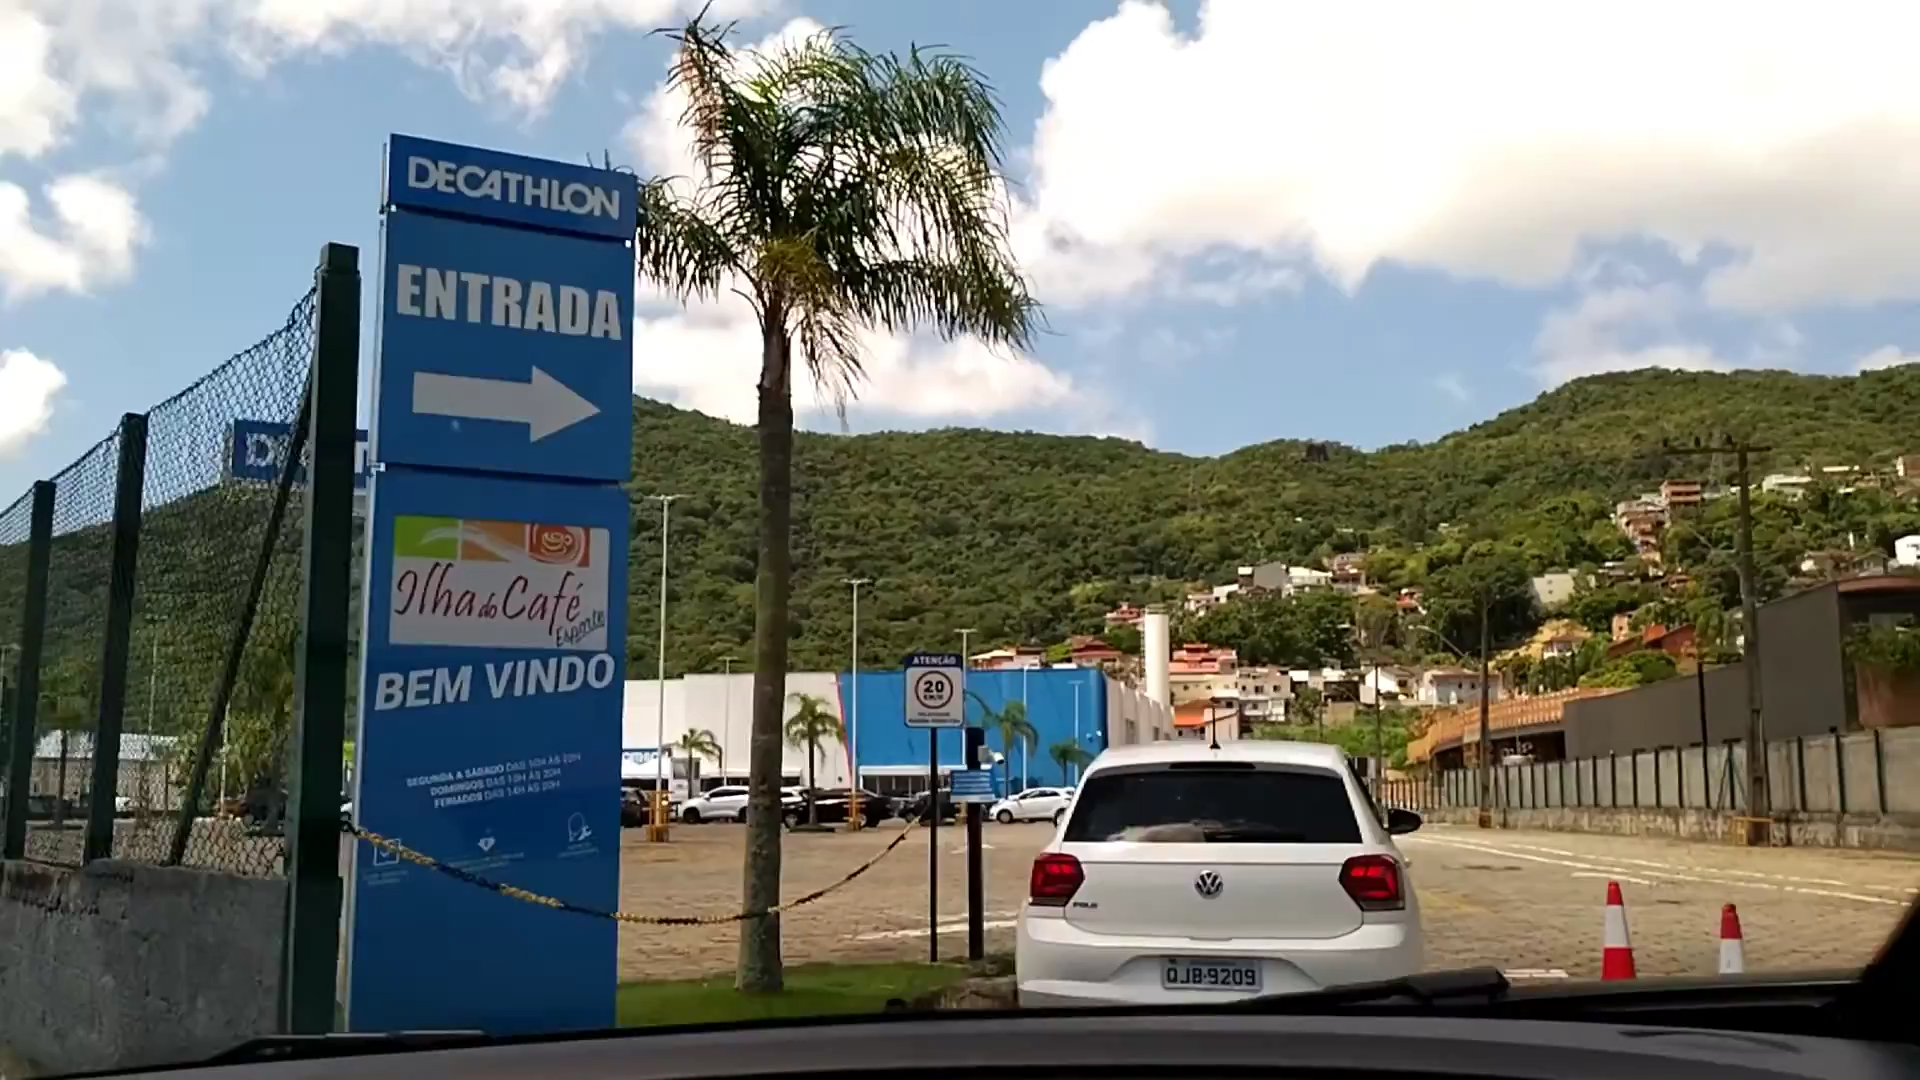 DECATHLON
ENTRADA
Ilha do Café
Esporte
BEM VINDO
SEGUNDA A SÁBADO DAS 10H ÀS 22H
DOMINGOS DAS 10H ÀS 20H
FERIADOS DAS 14H ÀS 20H
ATENÇÃO
20
KM/H
POLO
QJB-9209